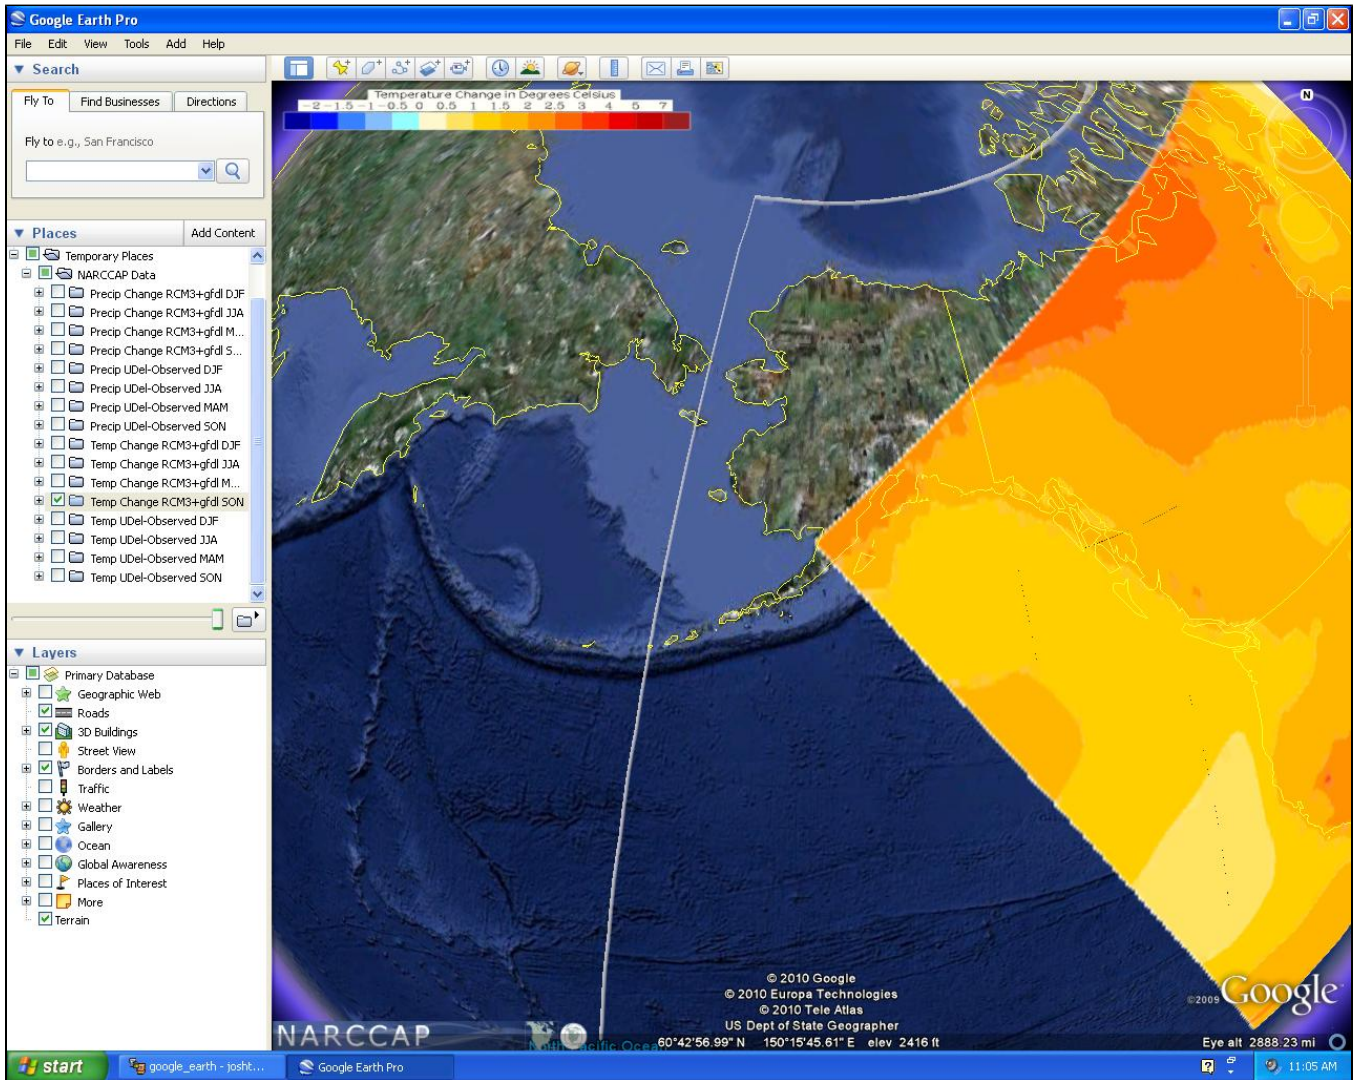 Google Earth Pro
File Edit View Tools Add Help
Search
Fly To Find Businesses Directions
Fly to e.g., San Francisco
Places Add Content
Temporary Places
NARCCAP Data
Precip Change RCM3+gfdl DJF
Precip Change RCM3+gfdl JJA
Precip Change RCM3+gfdl M...
Precip Change RCM3+gfdl S...
Precip UDel-Observed DJF
Precip UDel-Observed JJA
Precip UDel-Observed MAM
Precip UDel-Observed SON
Temp Change RCM3+gfdl DJF
Temp Change RCM3+gfdl JJA
Temp Change RCM3+gfdl M...
Temp Change RCM3+gfdl SON
Temp UDel-Observed DJF
Temp UDel-Observed JJA
Temp UDel-Observed MAM
Temp UDel-Observed SON
Layers
Primary Database
Geographic Web
Roads
3D Buildings
Street View
Borders and Labels
Traffic
Weather
Gallery
Ocean
Global Awareness
Places of Interest
More
Terrain
Temperature Change in Degrees Celsius
-2 -1.5 -1 -0.5 0 0.5 1 1.5 2 2.5 3 4 5 7
N
© 2010 Google
© 2010 Europa Technologies
© 2010 Tele Atlas
US Dept of State Geographer
©2009 Google
NARCCAP
North Pacific Ocean
60°42'56.99" N 150°15'45.61" E elev 2416 ft
Eye alt 2888.23 mi
start
google_earth - josht...
Google Earth Pro
11:05 AM